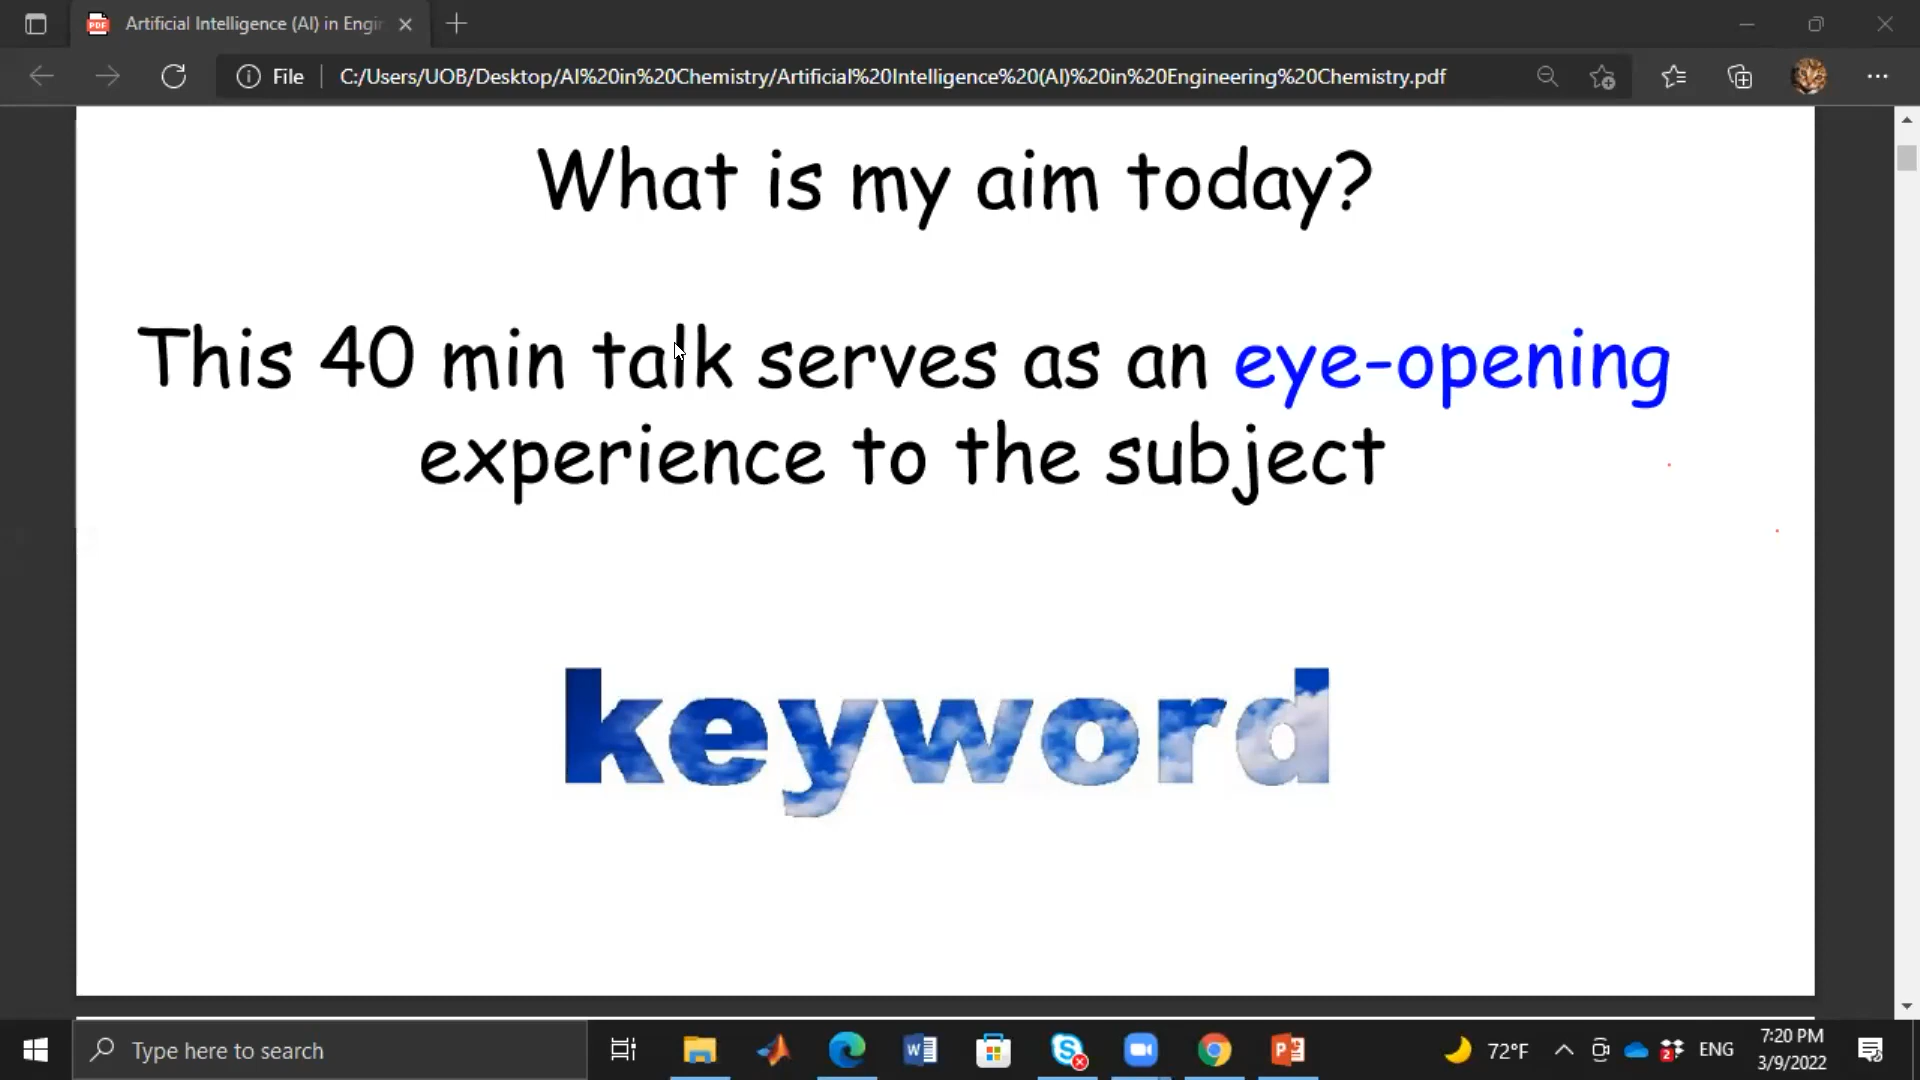 Artificial Intelligence (AI) in Engin
File
C:/Users/UOB/Desktop/AI%20in%20Chemistry/Artificial%20Intelligence%20(AI)%20in%20Engineering%20Chemistry.pdf
What is my aim today?
This 40 min talk serves as an eye-opening
experience to the subject
keyword
Type here to search
72°F
ENG
7:20 PM
3/9/2022